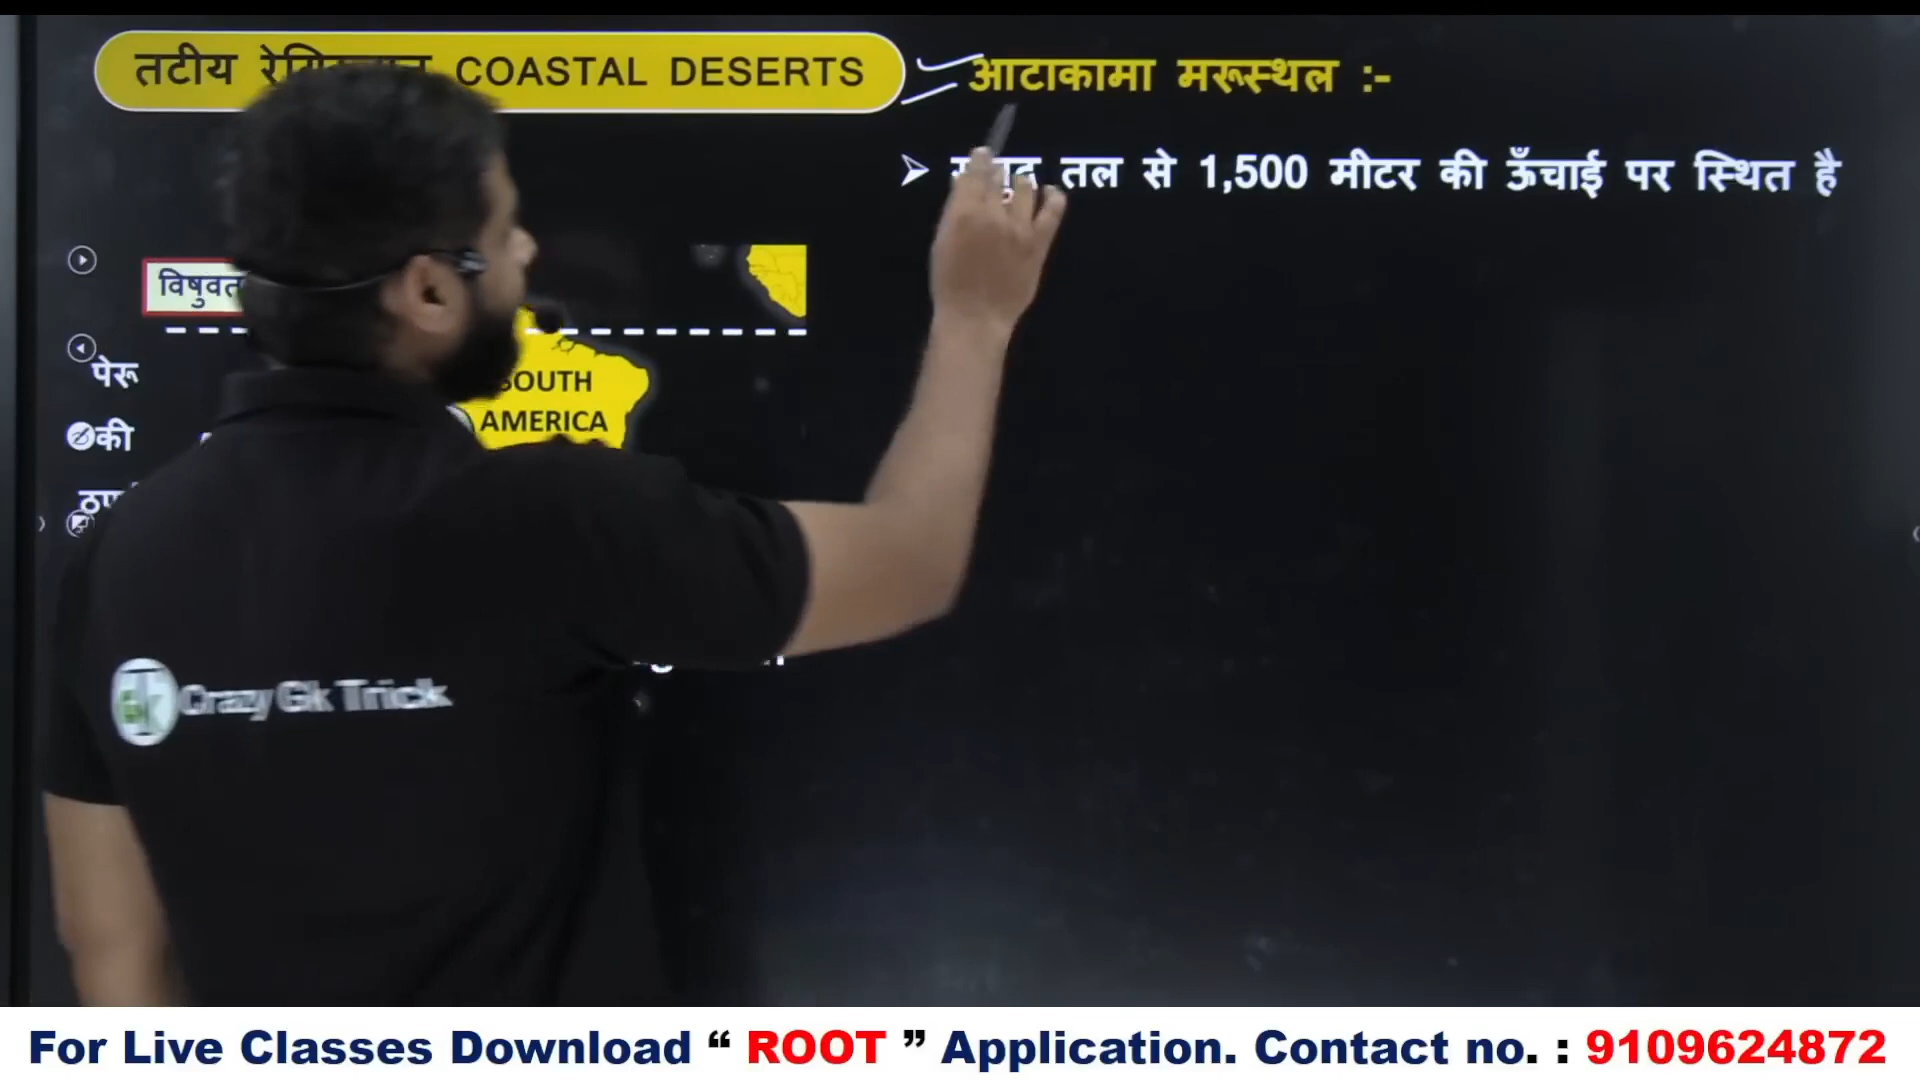 तटीय COASTAL DESERTS
आटाकामा मरूस्थल :-
➢ तल से 1,500 मीटर की ऊँचाई पर स्थित है
पेरू
की
SOUTH
AMERICA
Crazy Gk Trick
For Live Classes Download “ ROOT ” Application. Contact no. : 9109624872